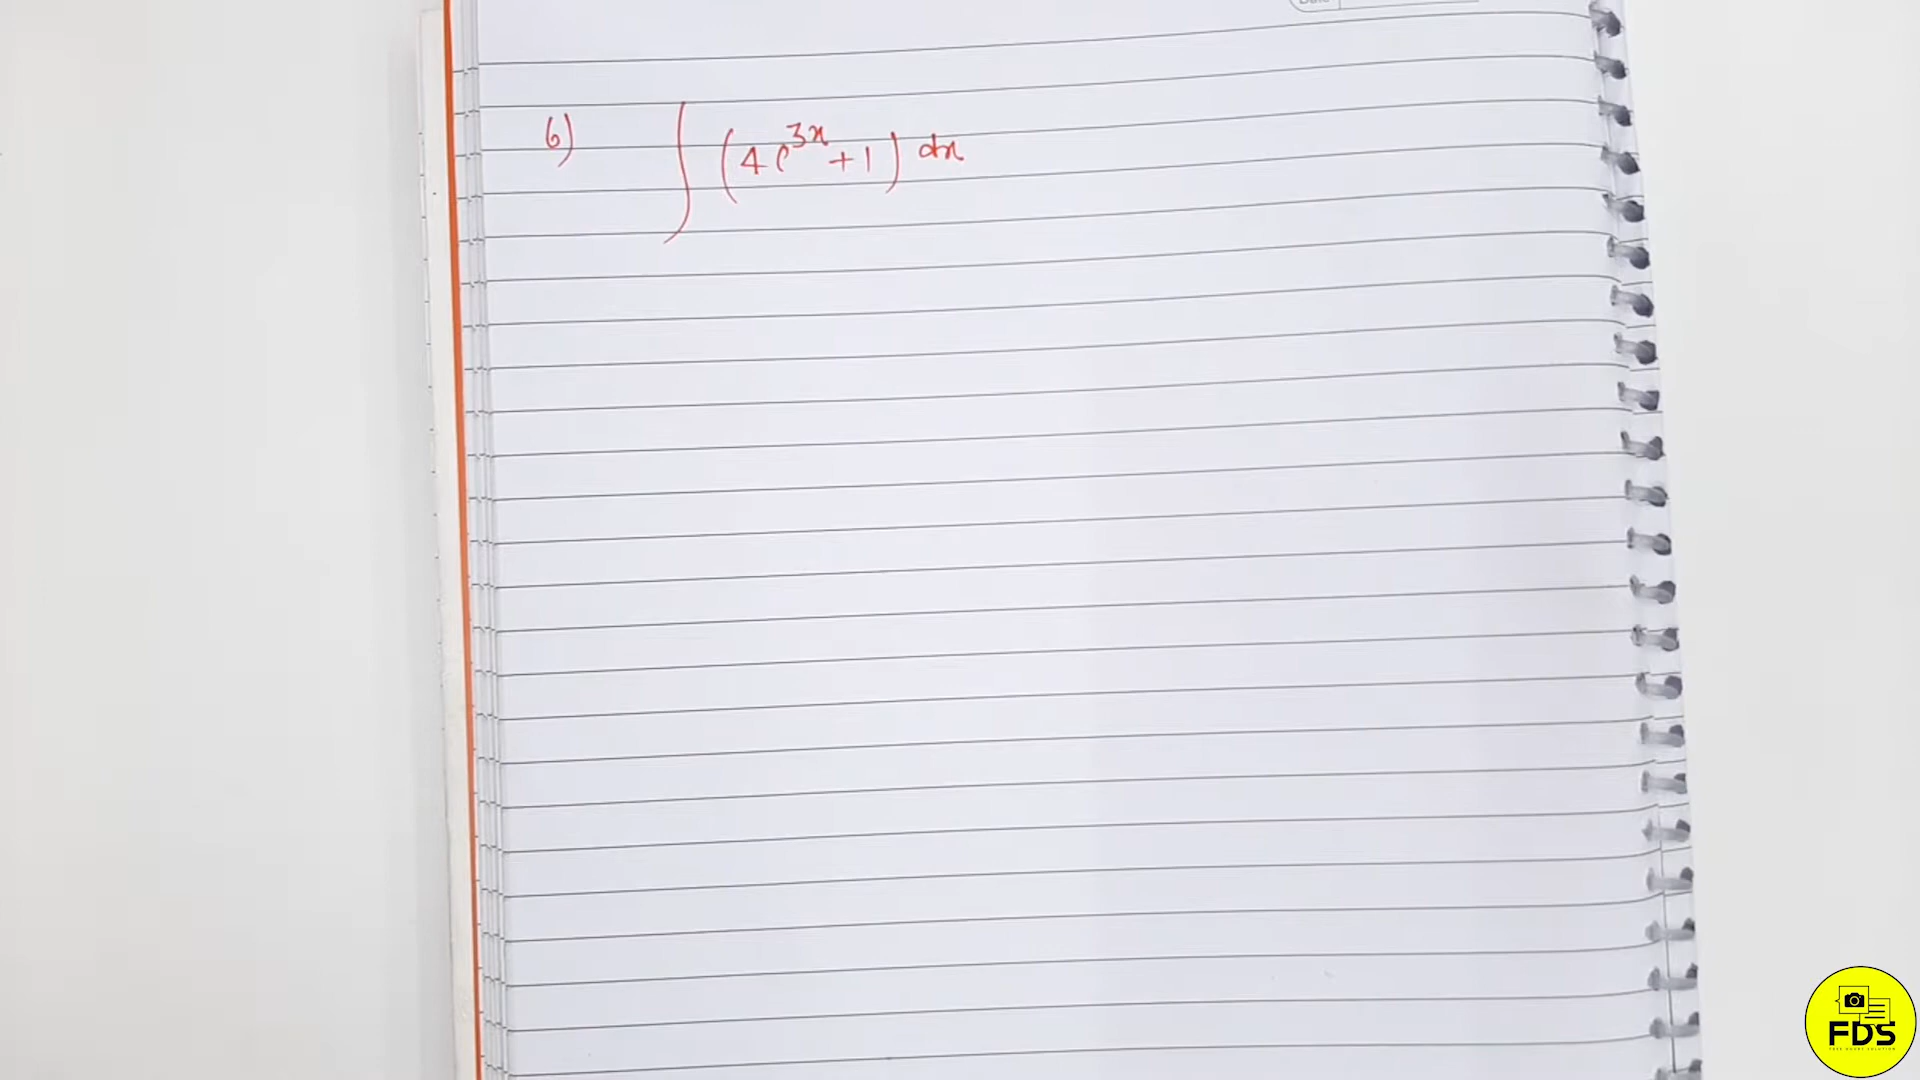 6) ∫ (4e^{3x} + 1) dx
FDS